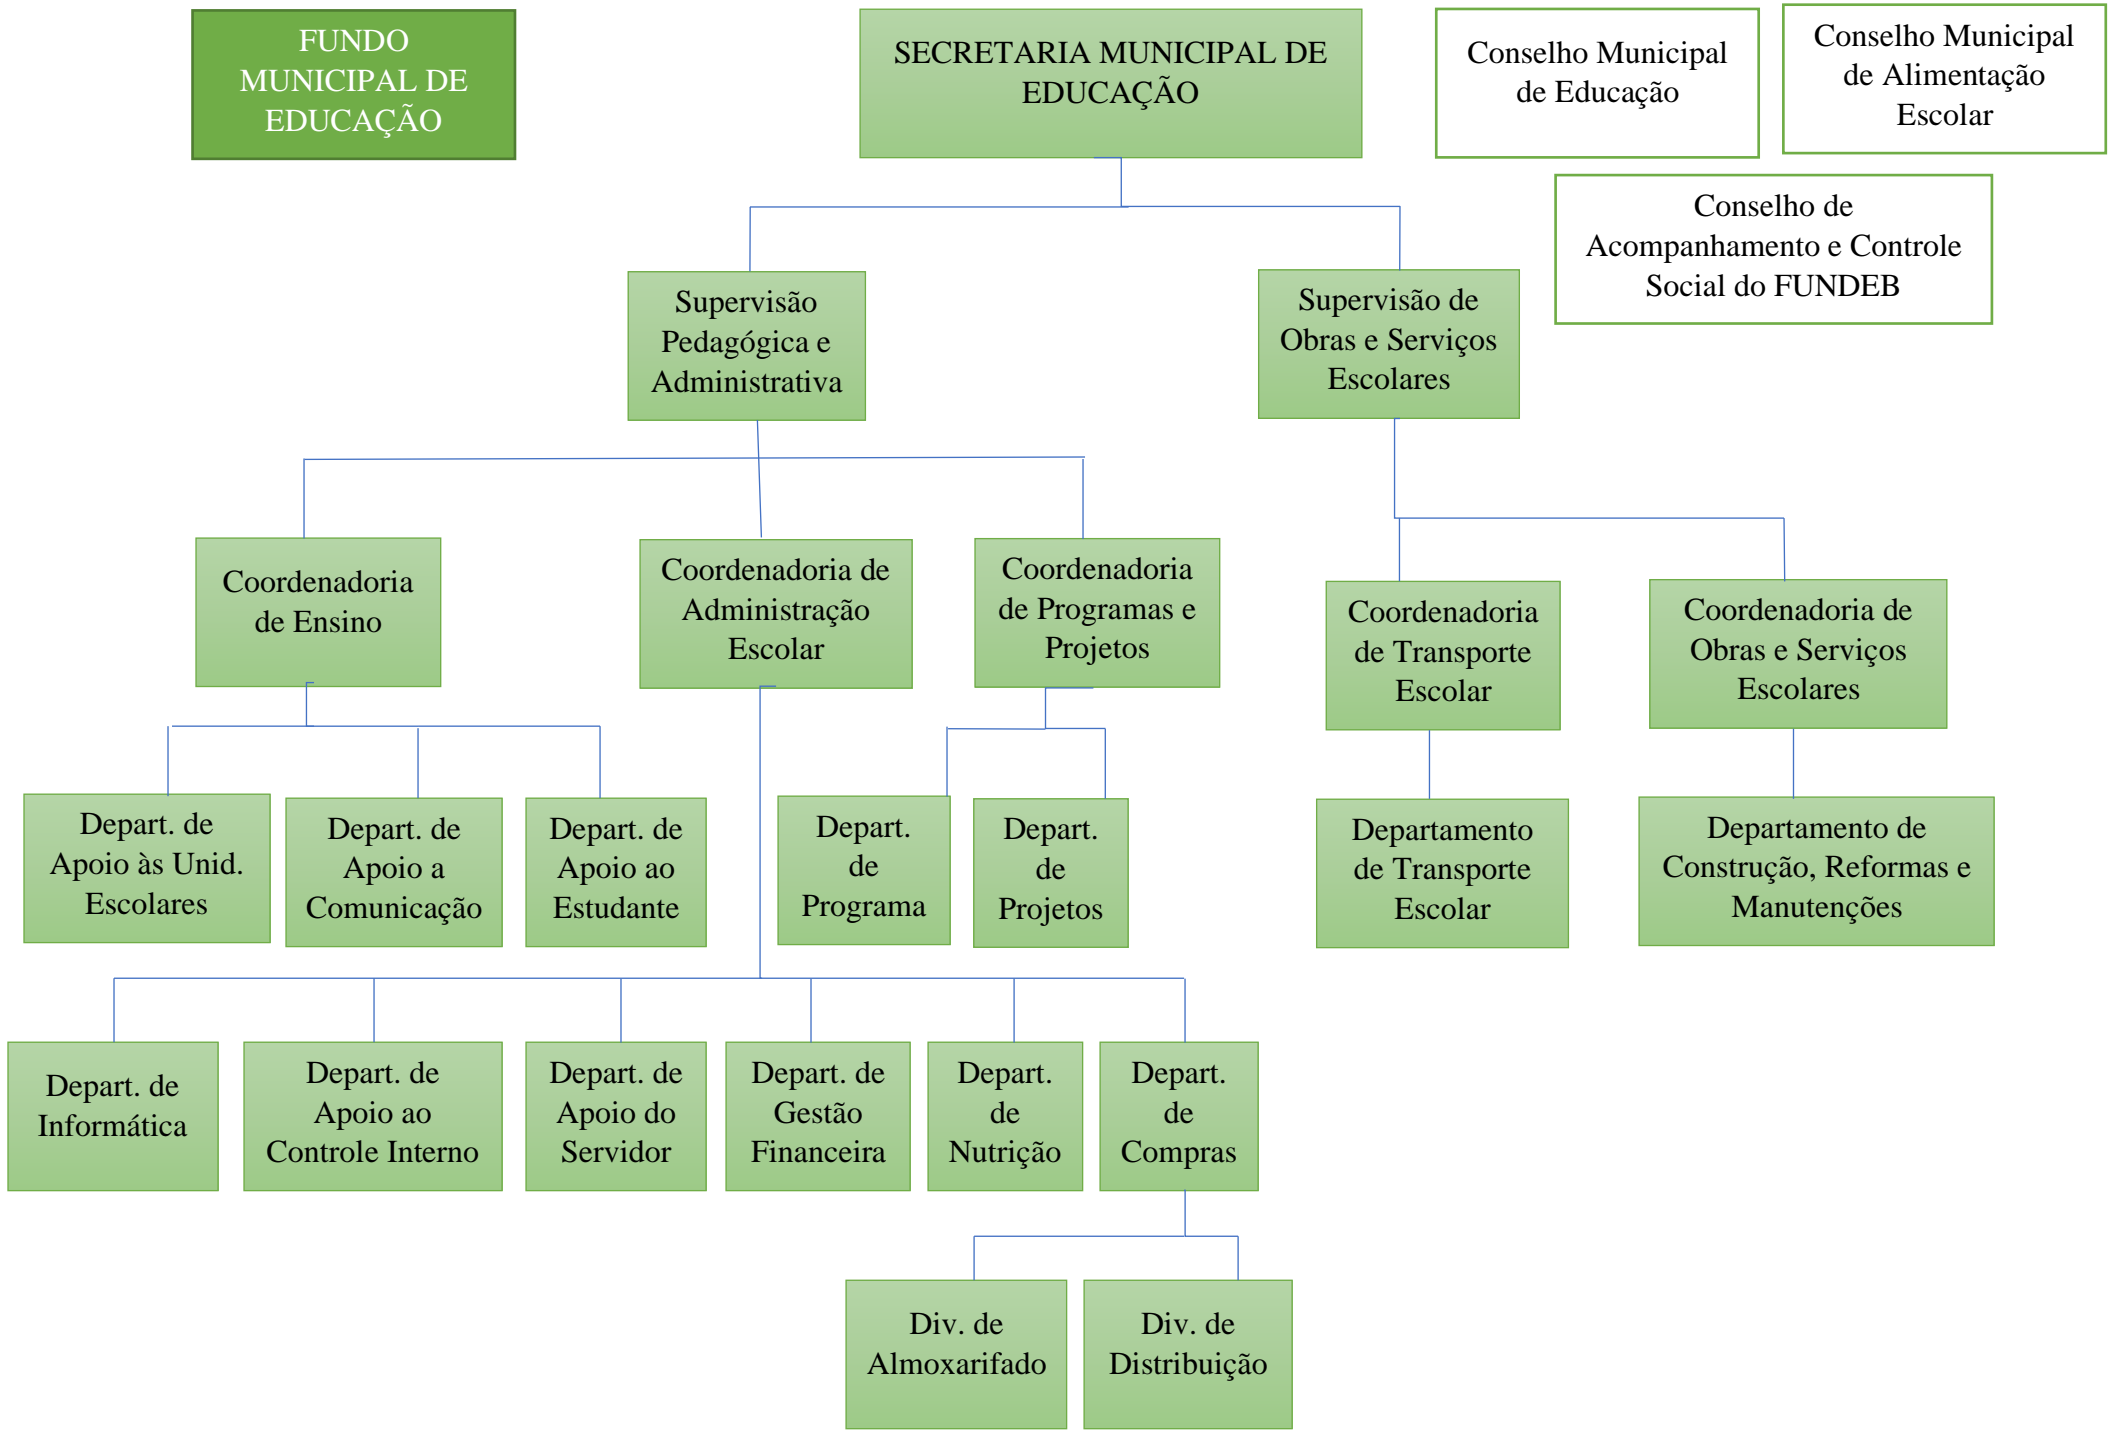 FUNDO
MUNICIPAL DE
EDUCAÇÃO
SECRETARIA MUNICIPAL DE
EDUCAÇÃO
Conselho Municipal
de Educação
Conselho Municipal
de Alimentação
Escolar
Conselho de
Acompanhamento e Controle
Social do FUNDEB
Supervisão
Pedagógica e
Administrativa
Supervisão de
Obras e Serviços
Escolares
Coordenadoria
de Ensino
Coordenadoria de
Administração
Escolar
Coordenadoria
de Programas e
Projetos
Coordenadoria
de Transporte
Escolar
Coordenadoria de
Obras e Serviços
Escolares
Depart. de
Apoio às Unid.
Escolares
Depart. de
Apoio a
Comunicação
Depart. de
Apoio ao
Estudante
Depart.
de
Programa
Depart.
de
Projetos
Departamento
de Transporte
Escolar
Departamento de
Construção, Reformas e
Manutenções
Depart. de
Informática
Depart. de
Apoio ao
Controle Interno
Depart. de
Apoio do
Servidor
Depart. de
Gestão
Financeira
Depart.
de
Nutrição
Depart.
de
Compras
Div. de
Almoxarifado
Div. de
Distribuição